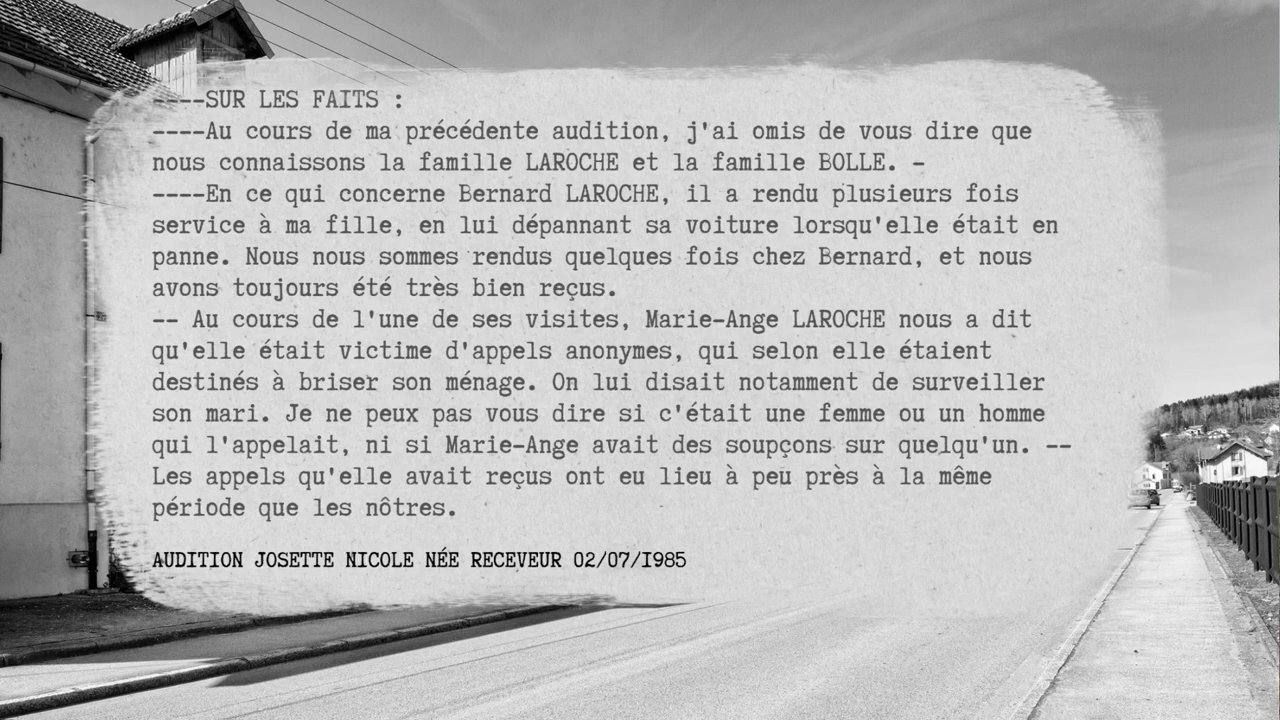 ----SUR LES FAITS :
----Au cours de ma précédente audition, j'ai omis de vous dire que
nous connaissons la famille LAROCHE et la famille BOLLE. -
----En ce qui concerne Bernard LAROCHE, il a rendu plusieurs fois
service à ma fille, en lui dépannant sa voiture lorsqu'elle était en
panne. Nous nous sommes rendus quelques fois chez Bernard, et nous
avons toujours été très bien reçus.
-- Au cours de l'une de ses visites, Marie-Ange LAROCHE nous a dit
qu'elle était victime d'appels anonymes, qui selon elle étaient
destinés à briser son ménage. On lui disait notamment de surveiller
son mari. Je ne peux pas vous dire si c'était une femme ou un homme
qui l'appelait, ni si Marie-Ange avait des soupçons sur quelqu'un. --
Les appels qu'elle avait reçus ont eu lieu à peu près à la même
période que les nôtres.
AUDITION JOSETTE NICOLE NÉE RECEVEUR 02/07/1985